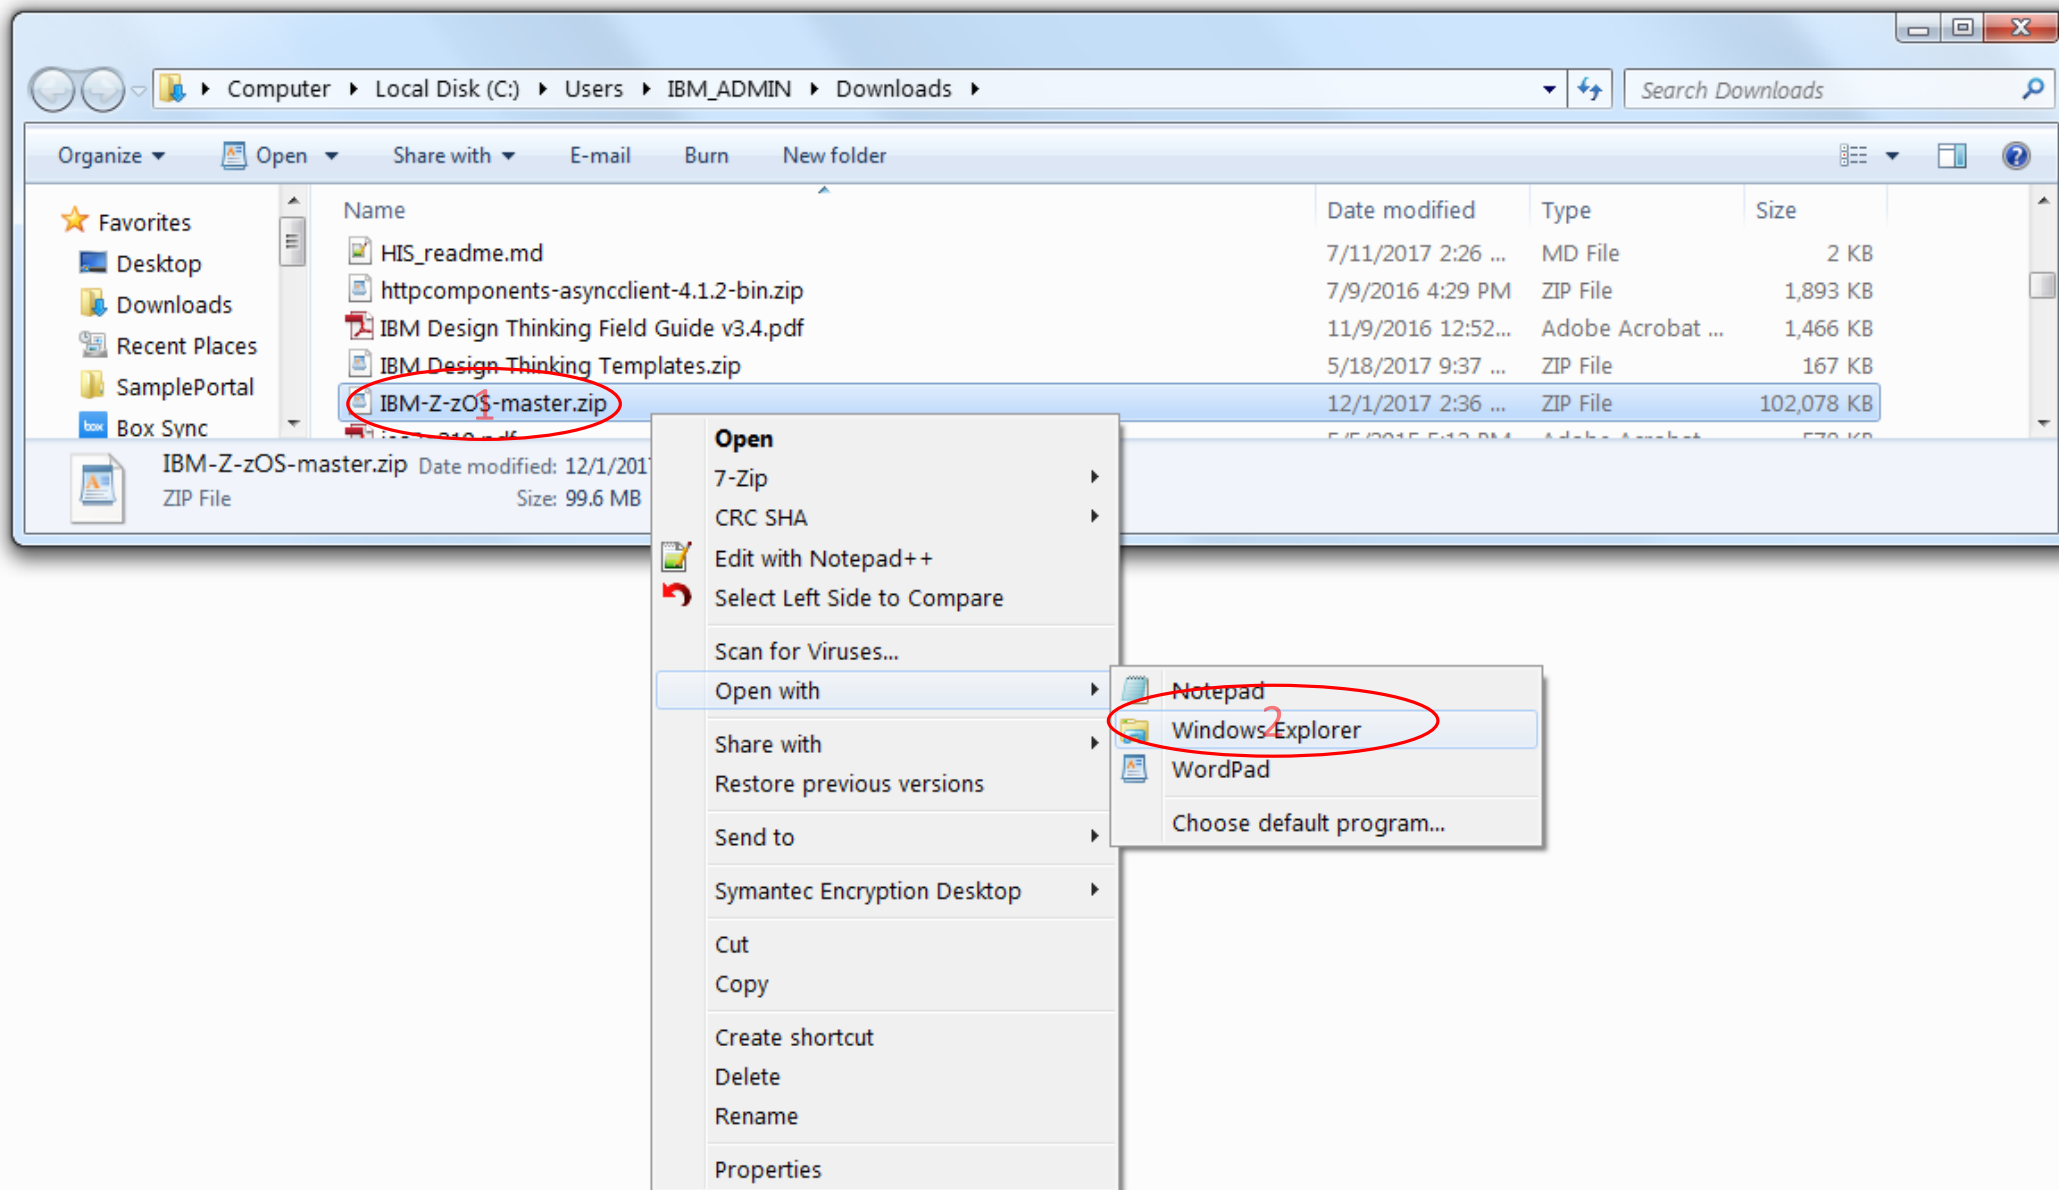 Computer ▸ Local Disk (C:) ▸ Users ▸ IBM_ADMIN ▸ Downloads ▸
Search Downloads
Organize Open Share with E-mail Burn New folder
Favorites
Desktop
Downloads
Recent Places
SamplePortal
Box Sync
Name Date modified Type Size
HIS_readme.md 7/11/2017 2:26 ... MD File 2 KB
httpcomponents-asyncclient-4.1.2-bin.zip 7/9/2016 4:29 PM ZIP File 1,893 KB
IBM Design Thinking Field Guide v3.4.pdf 11/9/2016 12:52... Adobe Acrobat ... 1,466 KB
IBM Design Thinking Templates.zip 5/18/2017 9:37 ... ZIP File 167 KB
IBM-Z-zOS-master.zip 12/1/2017 2:36 ... ZIP File 102,078 KB
1
IBM-Z-zOS-master.zip Date modified: 12/1/201
ZIP File Size: 99.6 MB
Open
7-Zip
CRC SHA
Edit with Notepad++
Select Left Side to Compare
Scan for Viruses...
Open with
Share with
Restore previous versions
Send to
Symantec Encryption Desktop
Cut
Copy
Create shortcut
Delete
Rename
Properties
Notepad
Windows Explorer
2
WordPad
Choose default program...